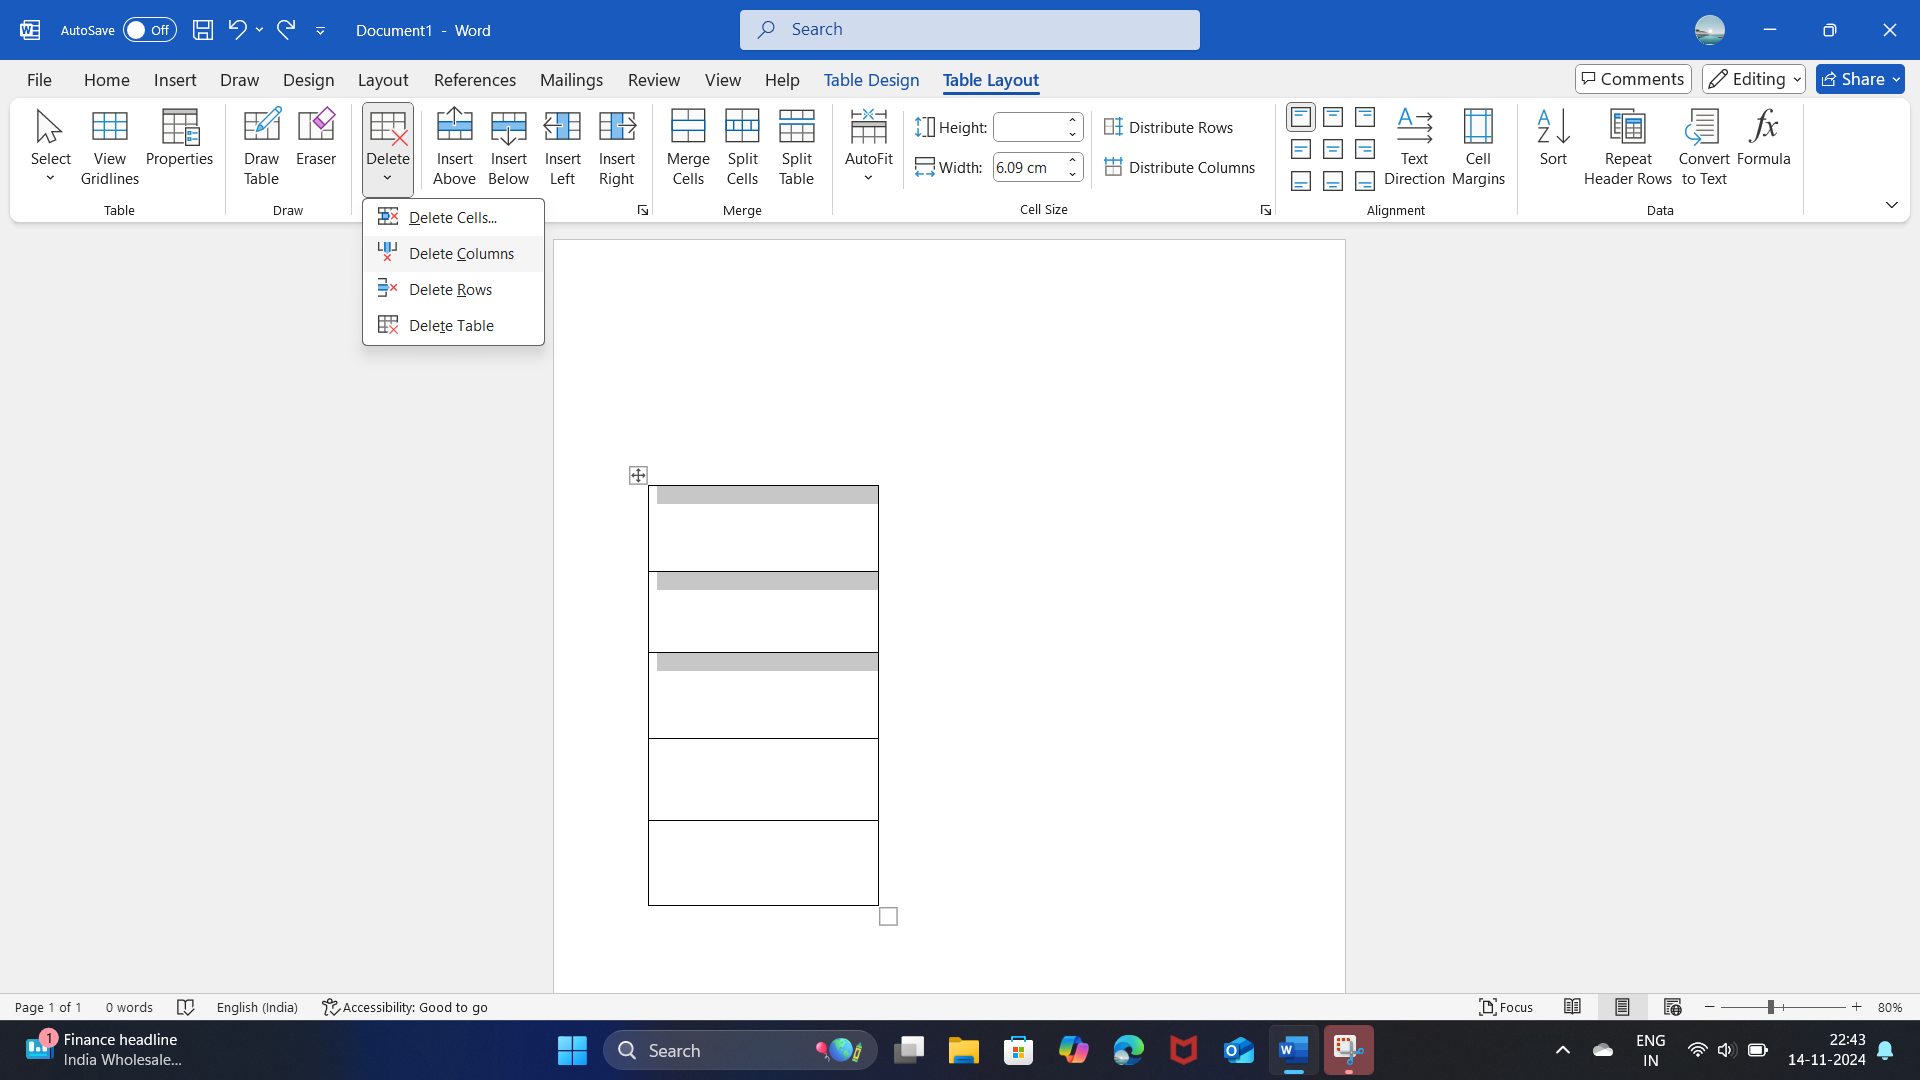 AutoSave Off Document1 - Word Search
File Home Insert Draw Design Layout References Mailings Review View Help Table Design Table Layout Comments Editing Share
Select
View
Gridlines
Properties
Table
Draw
Table
Eraser
Draw
Delete
Insert
Above
Insert
Below
Insert
Left
Insert
Right
Merge
Cells
Split
Cells
Split
Table
Merge
AutoFit
Height:
Width: 6.09 cm
Distribute Rows
Distribute Columns
Cell Size
Text
Direction
Cell
Margins
Alignment
A
Z
Sort
Repeat
Header Rows
Convert
to Text
fx
Formula
Data
Delete Cells...
Delete Columns
Delete Rows
Delete Table
Page 1 of 1 0 words English (India) Accessibility: Good to go Focus 80%
1
Finance headline
India Wholesale...
Search
ENG
IN
22:43
14-11-2024